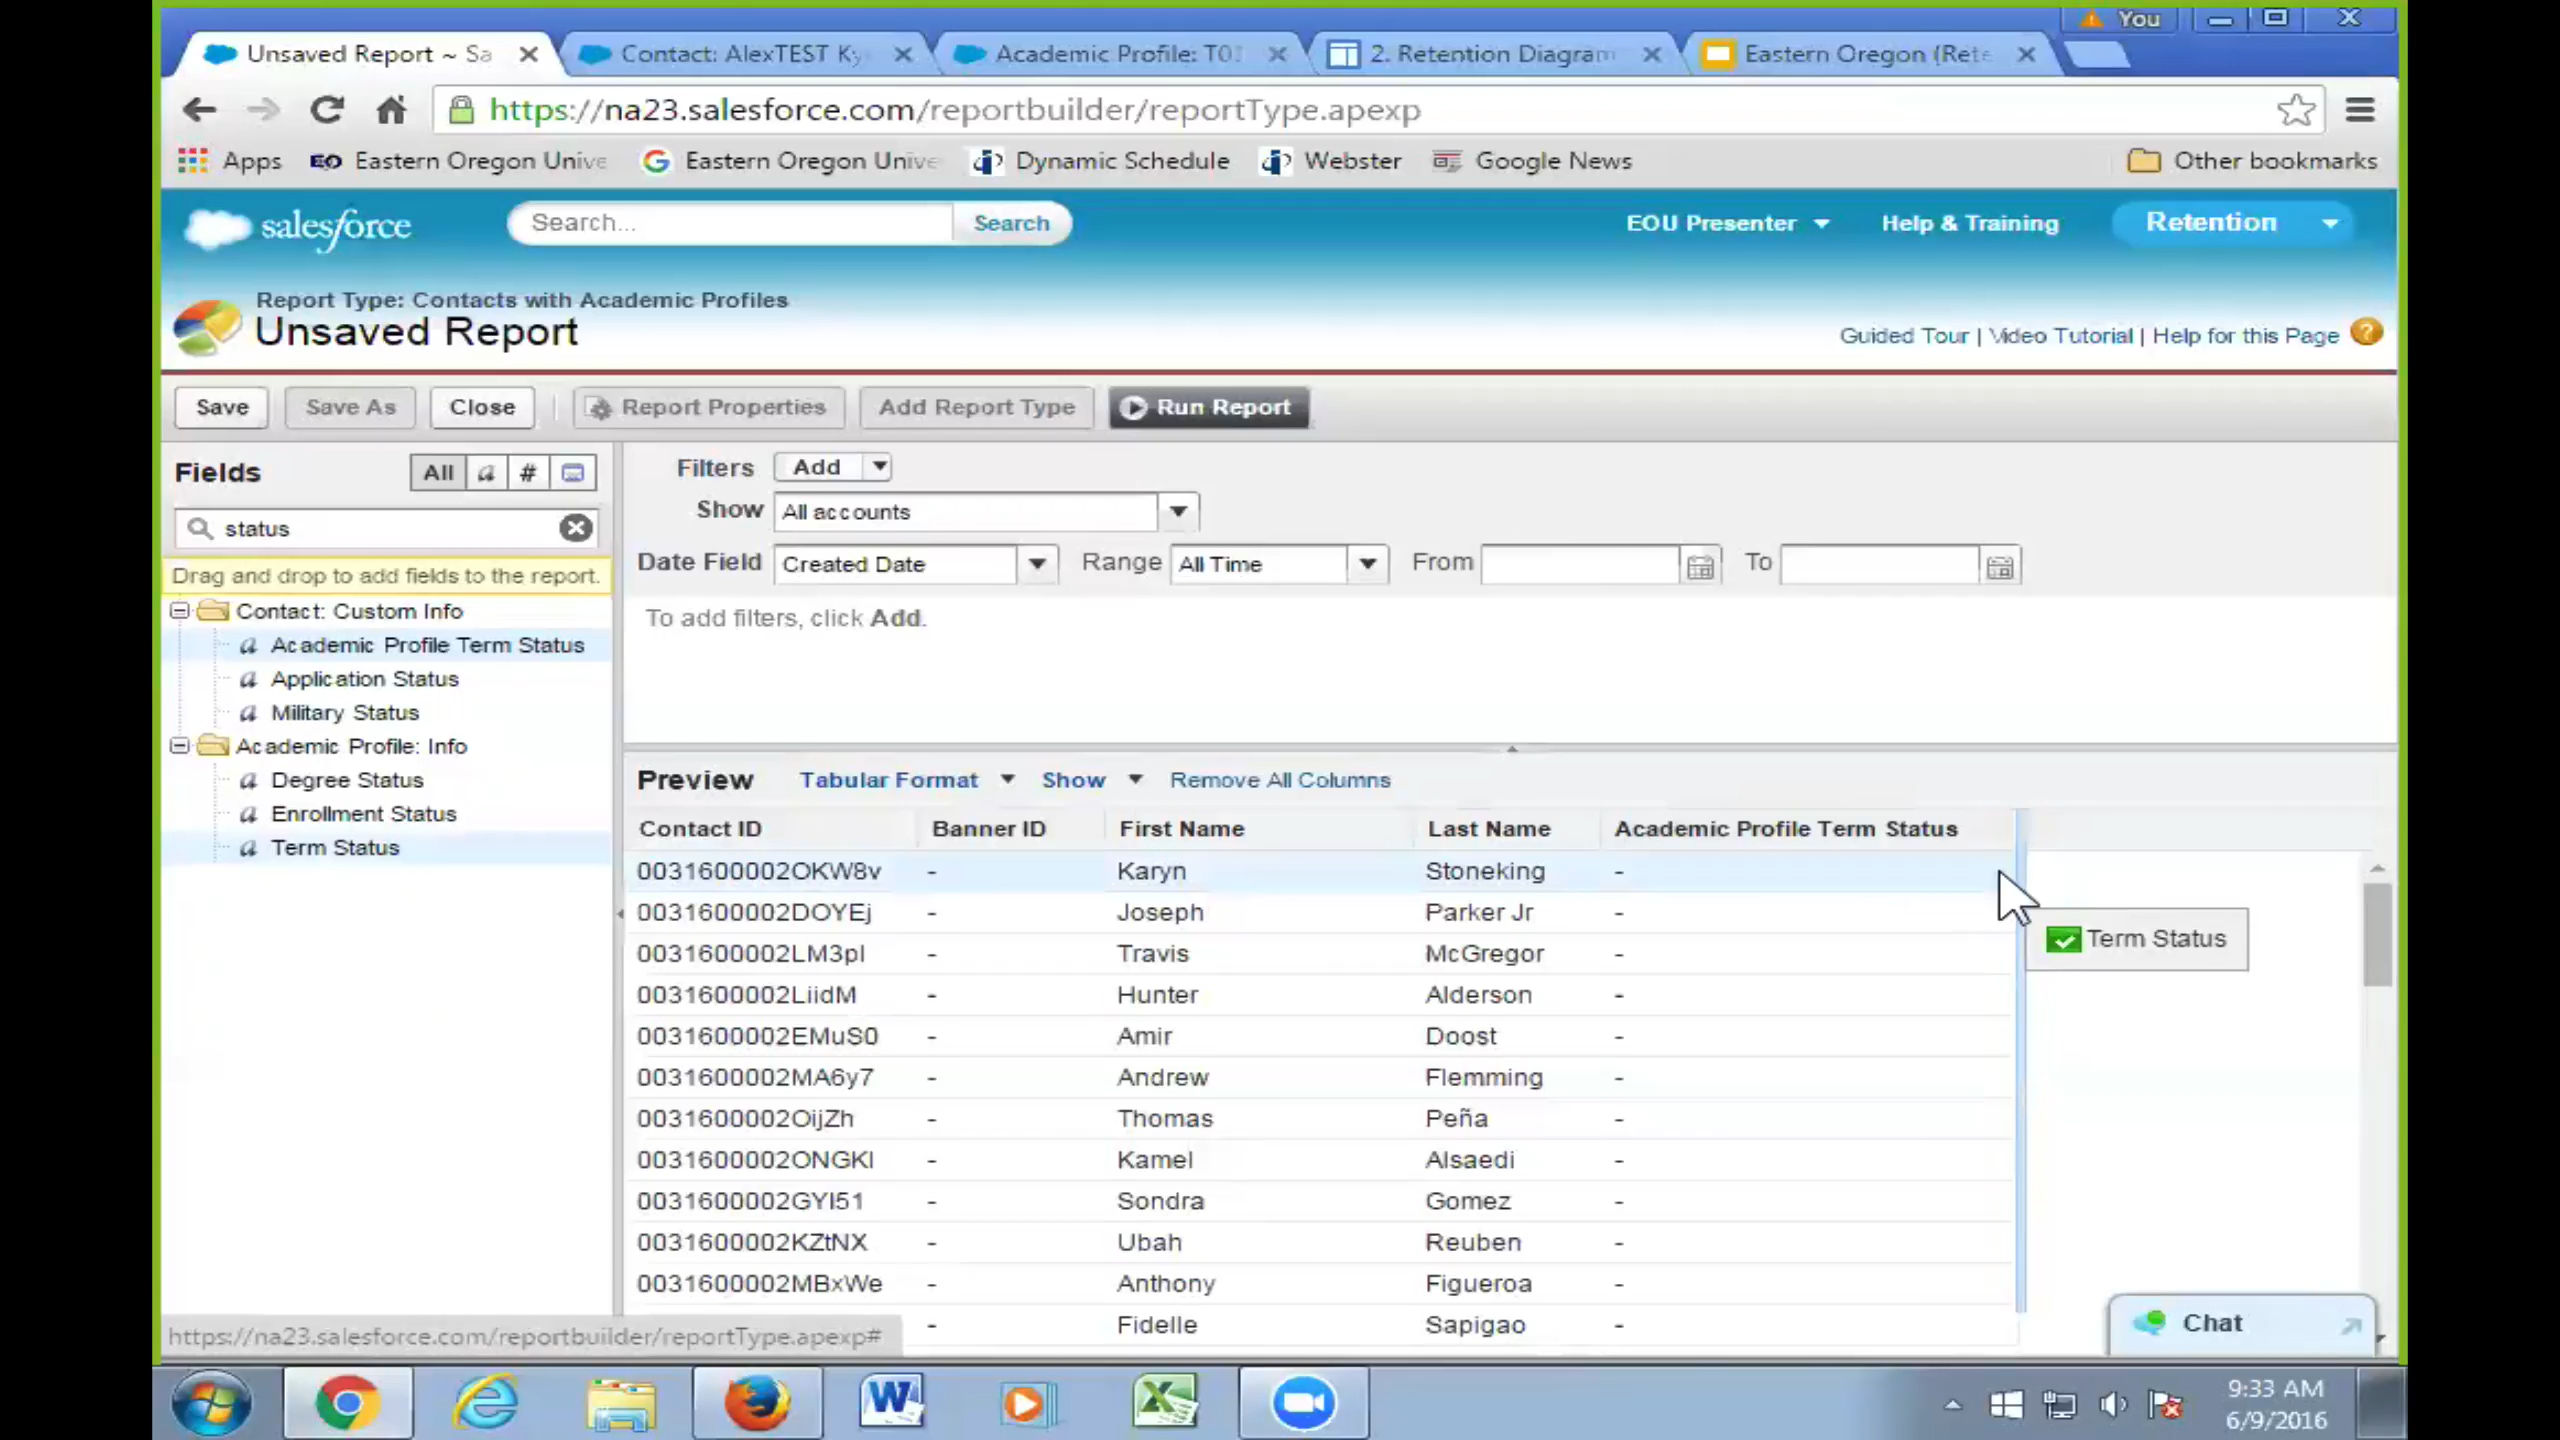 You
Unsaved Report ~ Sa
Contact: AlexTEST Ky
Academic Profile: T01
2. Retention Diagram
Eastern Oregon (Rete
https://na23.salesforce.com/reportbuilder/reportType.apexp
Apps
Eastern Oregon Unive
Eastern Oregon Unive
Dynamic Schedule
Webster
Google News
Other bookmarks
salesforce
Search...
Search
EOU Presenter
Help & Training
Retention
Report Type: Contacts with Academic Profiles
Unsaved Report
Guided Tour | Video Tutorial | Help for this Page
Save
Save As
Close
Report Properties
Add Report Type
Run Report
Fields
All
a
#
status
Drag and drop to add fields to the report.
Contact: Custom Info
a Academic Profile Term Status
a Application Status
a Military Status
Academic Profile: Info
a Degree Status
a Enrollment Status
a Term Status
Filters Add
Show All accounts
Date Field Created Date Range All Time From To
To add filters, click Add.
Preview Tabular Format Show Remove All Columns
Contact ID Banner ID First Name Last Name Academic Profile Term Status
0031600002OKW8v - Karyn Stoneking -
0031600002DOYEj - Joseph Parker Jr -
0031600002LM3pI - Travis McGregor -
0031600002LiidM - Hunter Alderson -
0031600002EMuS0 - Amir Doost -
0031600002MA6y7 - Andrew Flemming -
0031600002OijZh - Thomas Peña -
0031600002ONGKI - Kamel Alsaedi -
0031600002GYI51 - Sondra Gomez -
0031600002KZtNX - Ubah Reuben -
0031600002MBxWe - Anthony Figueroa -
- Fidelle Sapigao -
Term Status
Chat
https://na23.salesforce.com/reportbuilder/reportType.apexp#
9:33 AM
6/9/2016